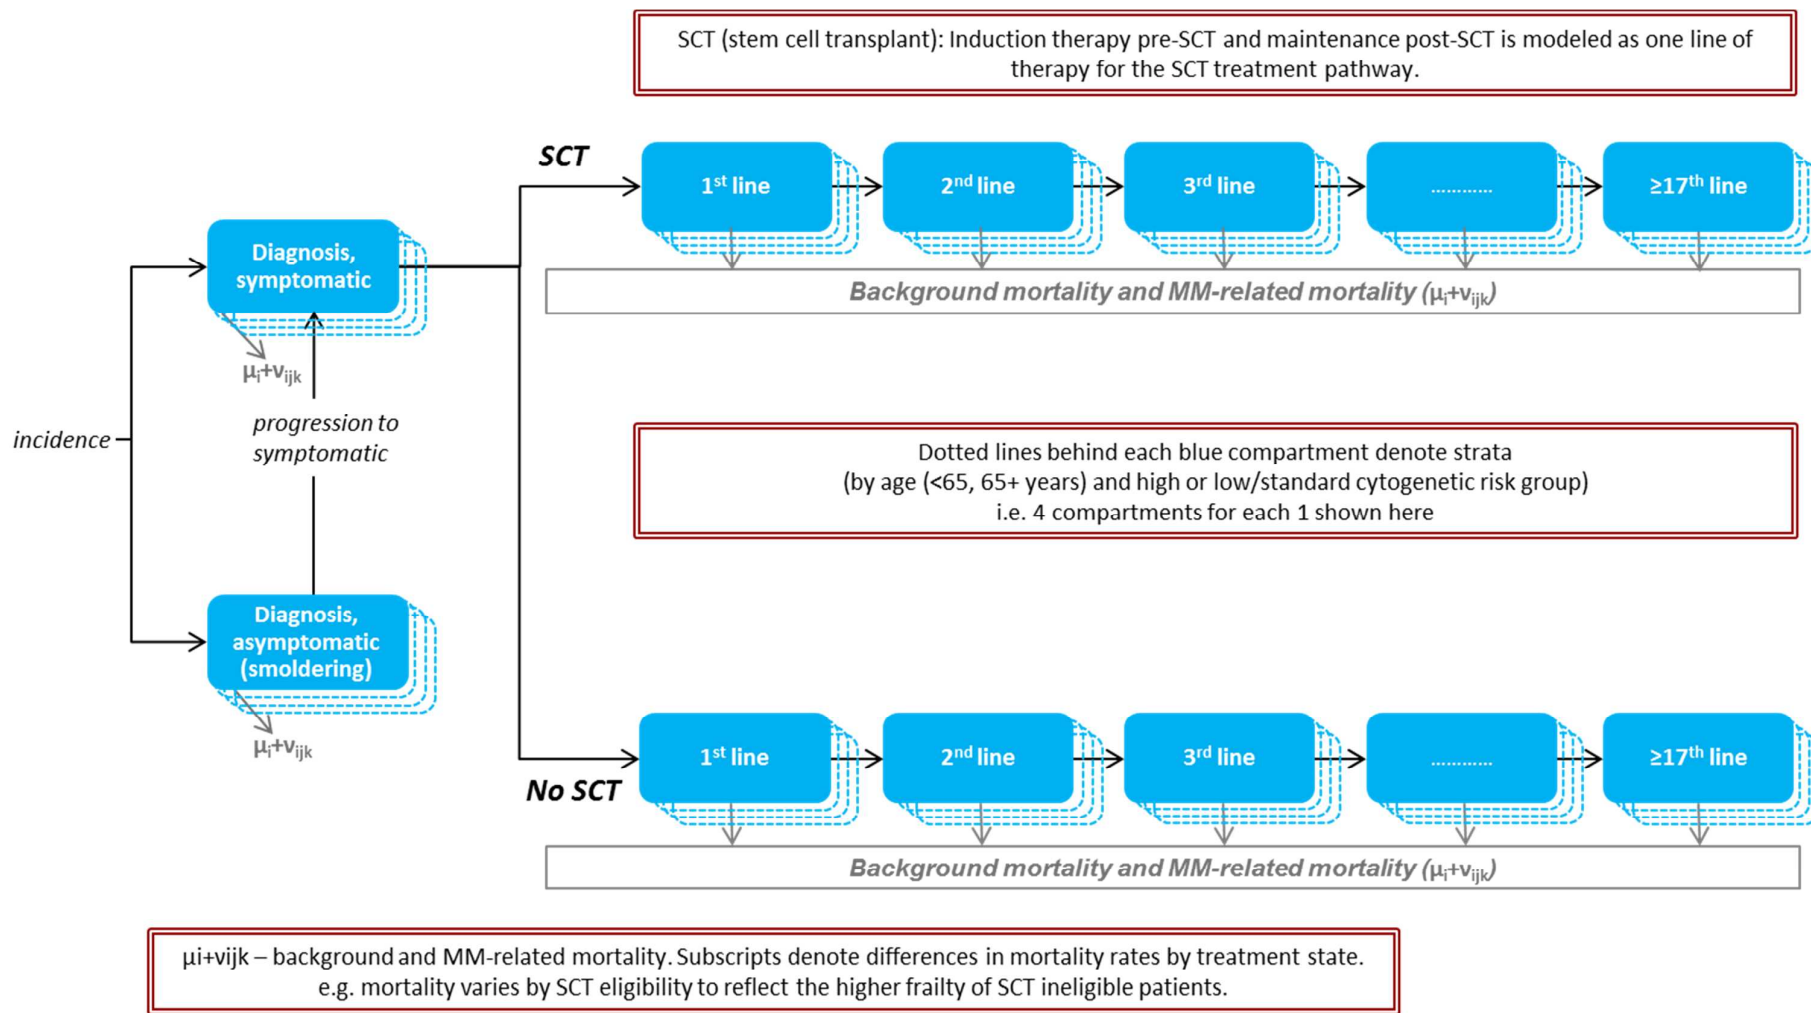 SCT (stem cell transplant): Induction therapy pre-SCT and maintenance post-SCT is modeled as one line of
therapy for the SCT treatment pathway.
SCT
1st line
2nd line
3rd line
............
≥17th line
Background mortality and MM-related mortality (μi+νijk)
Diagnosis,
symptomatic
μi+νijk
incidence
progression to
symptomatic
Dotted lines behind each blue compartment denote strata
(by age (<65, 65+ years) and high or low/standard cytogenetic risk group)
i.e. 4 compartments for each 1 shown here
Diagnosis,
asymptomatic
(smoldering)
μi+νijk
No SCT
1st line
2nd line
3rd line
............
≥17th line
Background mortality and MM-related mortality (μi+νijk)
μi+νijk – background and MM-related mortality. Subscripts denote differences in mortality rates by treatment state.
e.g. mortality varies by SCT eligibility to reflect the higher frailty of SCT ineligible patients.